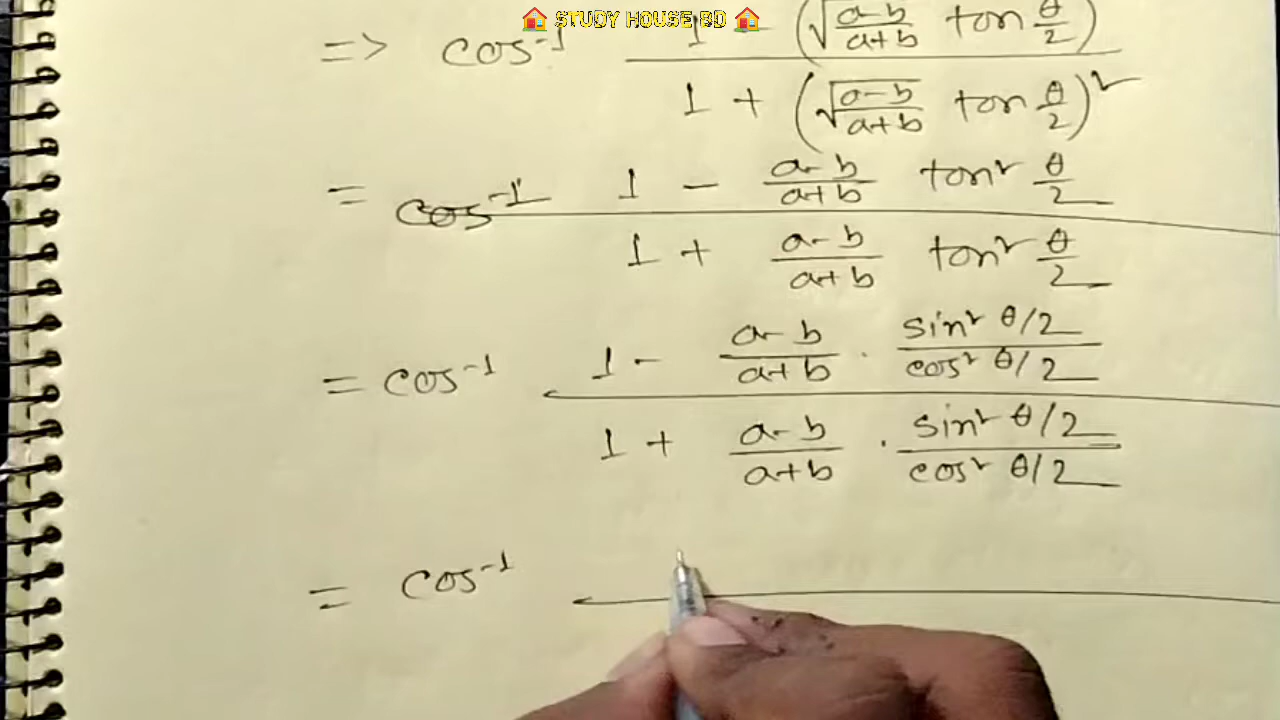 🏠 STUDY HOUSE BD 🏠
=> cos⁻¹ 1 - (√(a-b)/(a+b) tan θ/2)
1 + (√(a-b)/(a+b) tan θ/2)²
= cos⁻¹ 1 - (a-b)/(a+b) tan² θ/2
1 + (a-b)/(a+b) tan² θ/2
= cos⁻¹ 1 - (a-b)/(a+b) · sin² θ/2 / cos² θ/2
1 + (a-b)/(a+b) · sin² θ/2 / cos² θ/2
= cos⁻¹